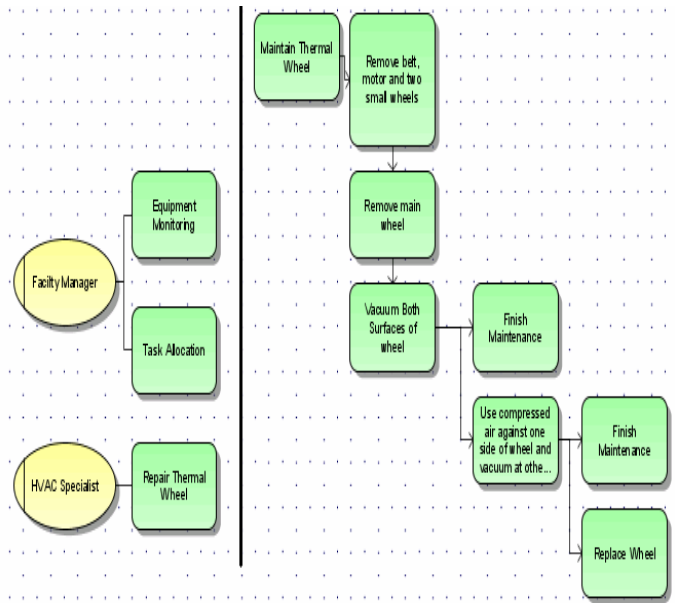 Maintain Thermal
Wheel
Remove belt,
motor and two
small wheels
Equipment
Monitoring
Remove main
wheel
Facilty Manager
Vacuum Both
Surfaces of
wheel
Finish
Maintenance
Task Allocation
Use compressed
air against one
side of wheel and
vacuum at othe...
Finish
Maintenance
HVAC Specialist
Repair Thermal
Wheel
Replace Wheel